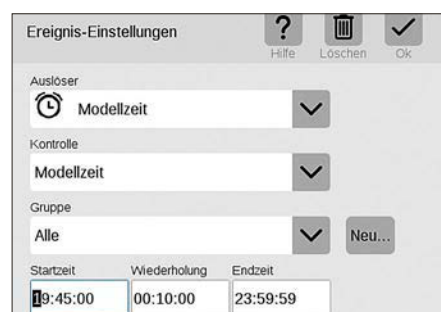 Ereignis-Einstellungen
?
Hilfe Löschen Ok
Auslöser
Modellzeit
Kontrolle
Modellzeit
Gruppe
Alle Neu...
Startzeit Wiederholung Endzeit
19:45:00 00:10:00 23:59:59